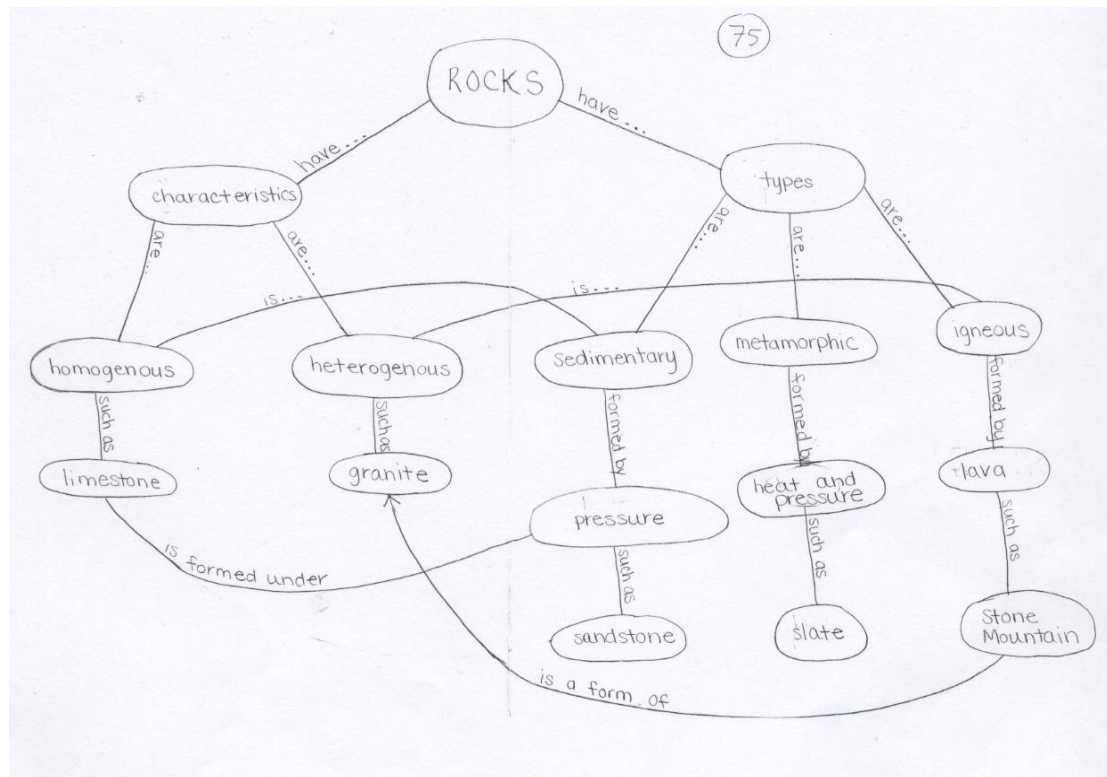 75
ROCKS
have...
have...
characteristics
types
are...
are...
are...
are...
are...
is...
is...
homogenous
heterogenous
sedimentary
metamorphic
igneous
such as
such as
formed by
formed by
formed by
limestone
granite
pressure
heat and
pressure
lava
is formed under
such as
such as
such as
sandstone
slate
Stone
Mountain
is a form of